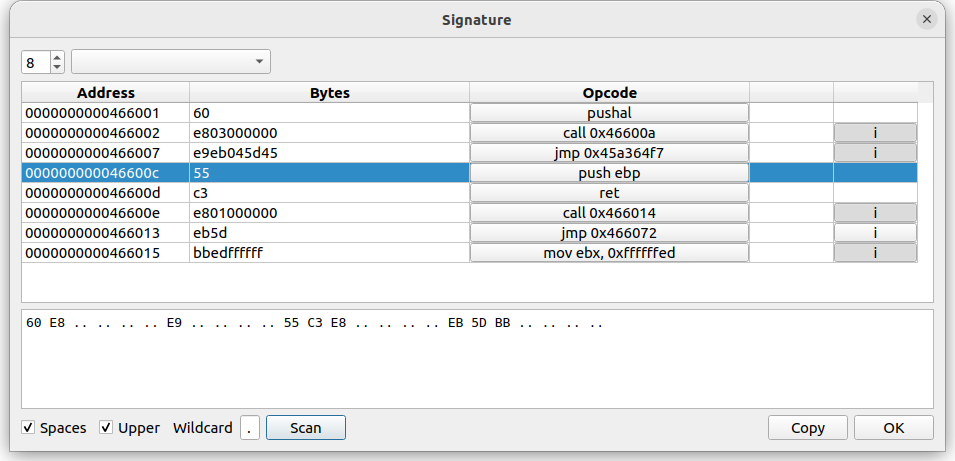 Signature
8
Address Bytes Opcode
0000000000466001 60 pushal
0000000000466002 e803000000 call 0x46600a i
0000000000466007 e9eb045d45 jmp 0x45a364f7 i
000000000046600c 55 push ebp
000000000046600d c3 ret
000000000046600e e801000000 call 0x466014 i
0000000000466013 eb5d jmp 0x466072 i
0000000000466015 bbedffffff mov ebx, 0xffffffed i
60 E8 .. .. .. .. E9 .. .. .. .. 55 C3 E8 .. .. .. .. EB 5D BB .. .. .. ..
Spaces Upper Wildcard . Scan Copy OK